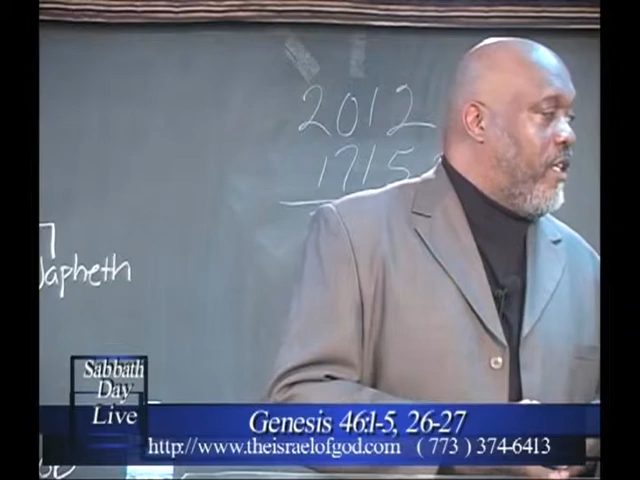 2012
1715
Japheth
Sabbath
Day
Live
Genesis 46:1-5, 26-27
http://www.theisraelofgod.com ( 773 ) 374-6413